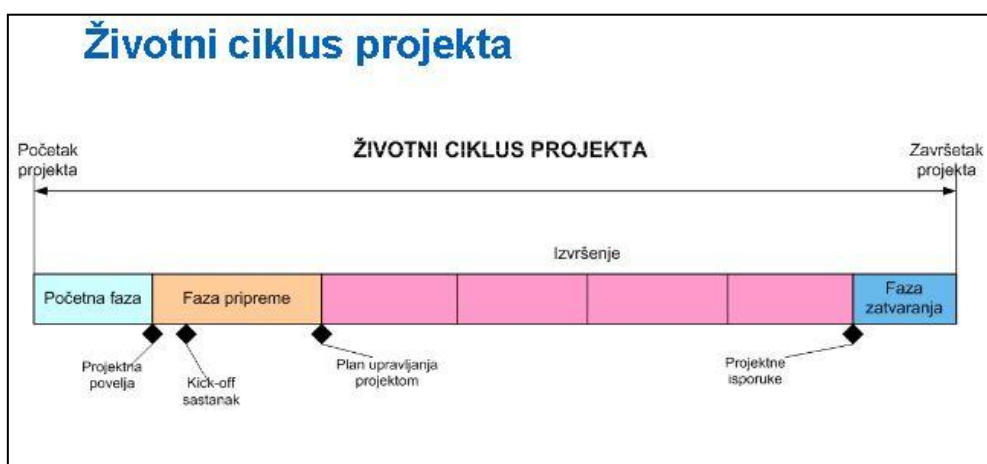 Životni ciklus projekta
Početak
projekta
ŽIVOTNI CIKLUS PROJEKTA
Završetak
projekta
Izvršenje
Početna faza
Faza pripreme
Faza
zatvaranja
Projektna
povelja
Kick-off
sastanak
Plan upravljanja
projektom
Projektne
isporuke